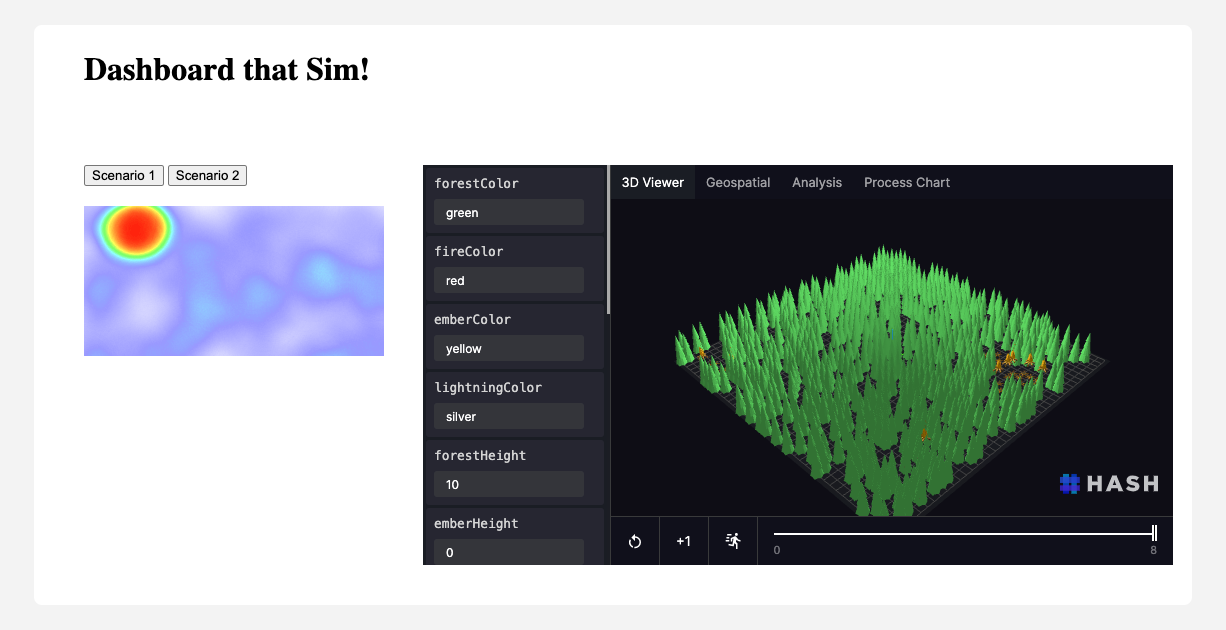 Dashboard that Sim!
Scenario 1 Scenario 2
forestColor
green
fireColor
red
emberColor
yellow
lightningColor
silver
forestHeight
10
emberHeight
0
3D Viewer Geospatial Analysis Process Chart
HASH
+1
0 8